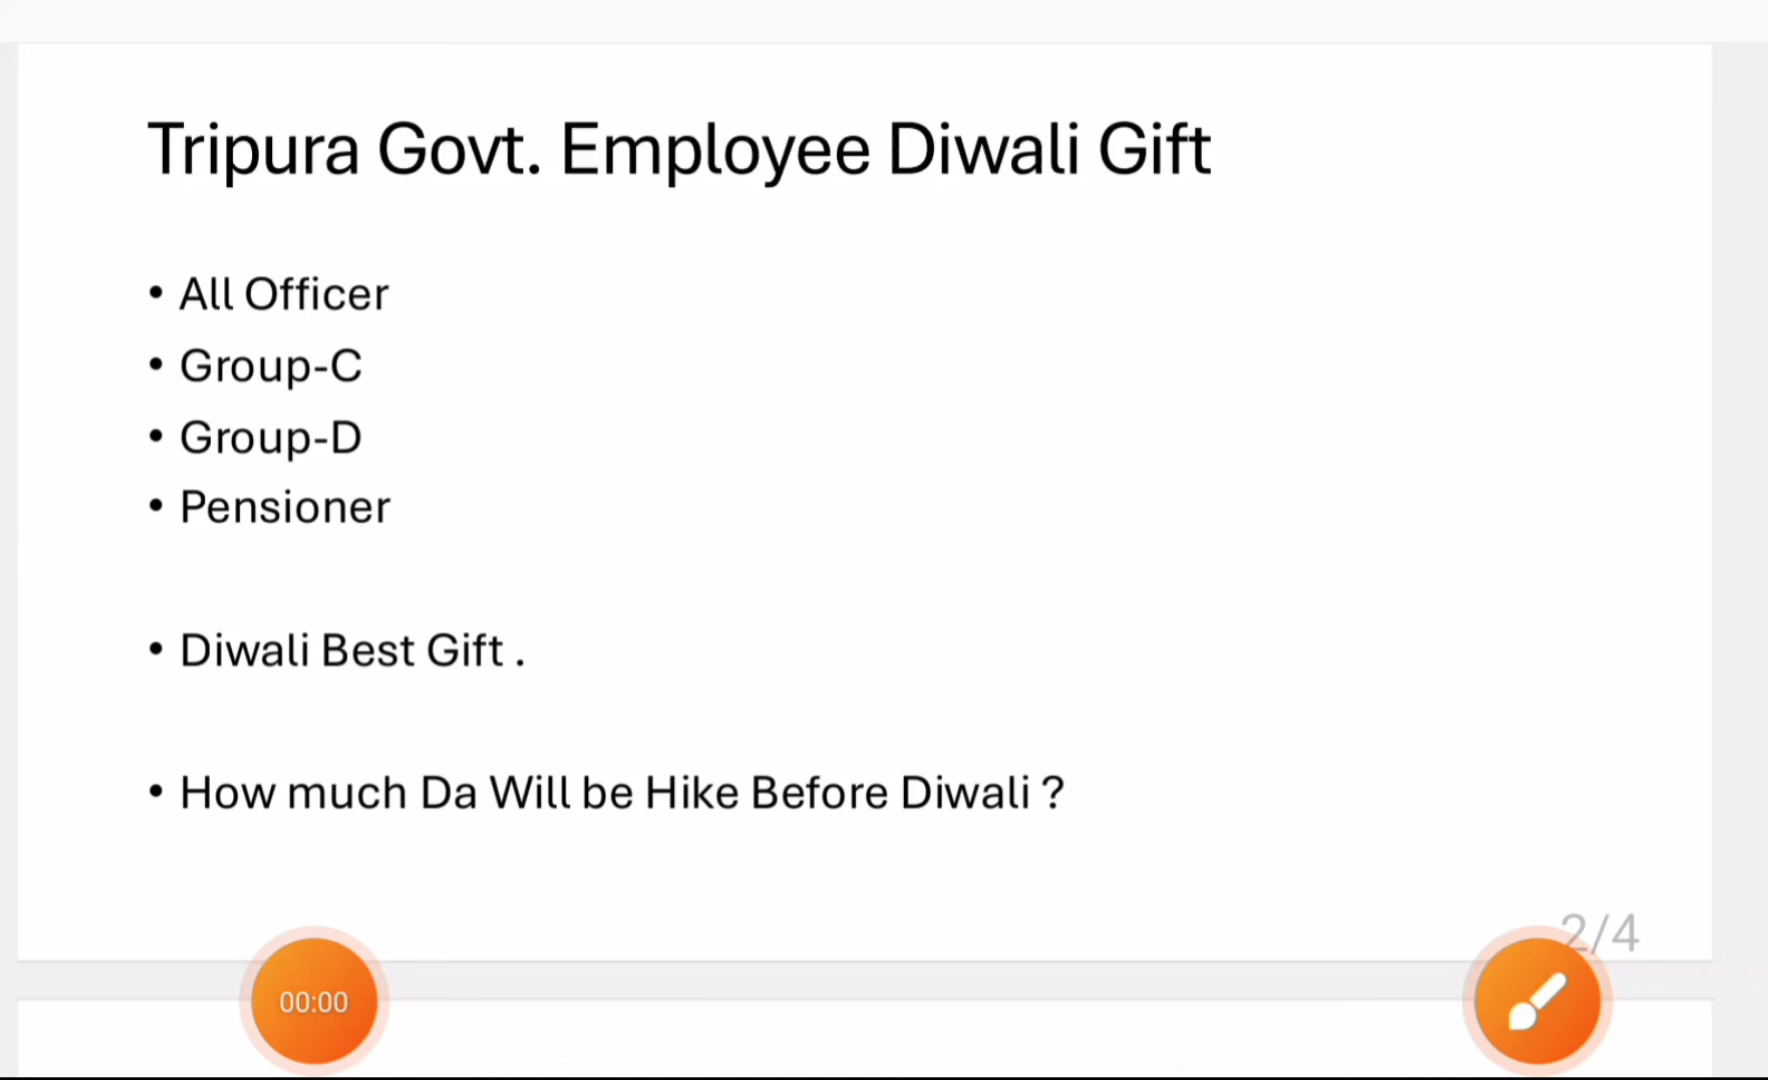 Tripura Govt. Employee Diwali Gift
• All Officer
• Group-C
• Group-D
• Pensioner
• Diwali Best Gift .
• How much Da Will be Hike Before Diwali ?
2/4
00:00